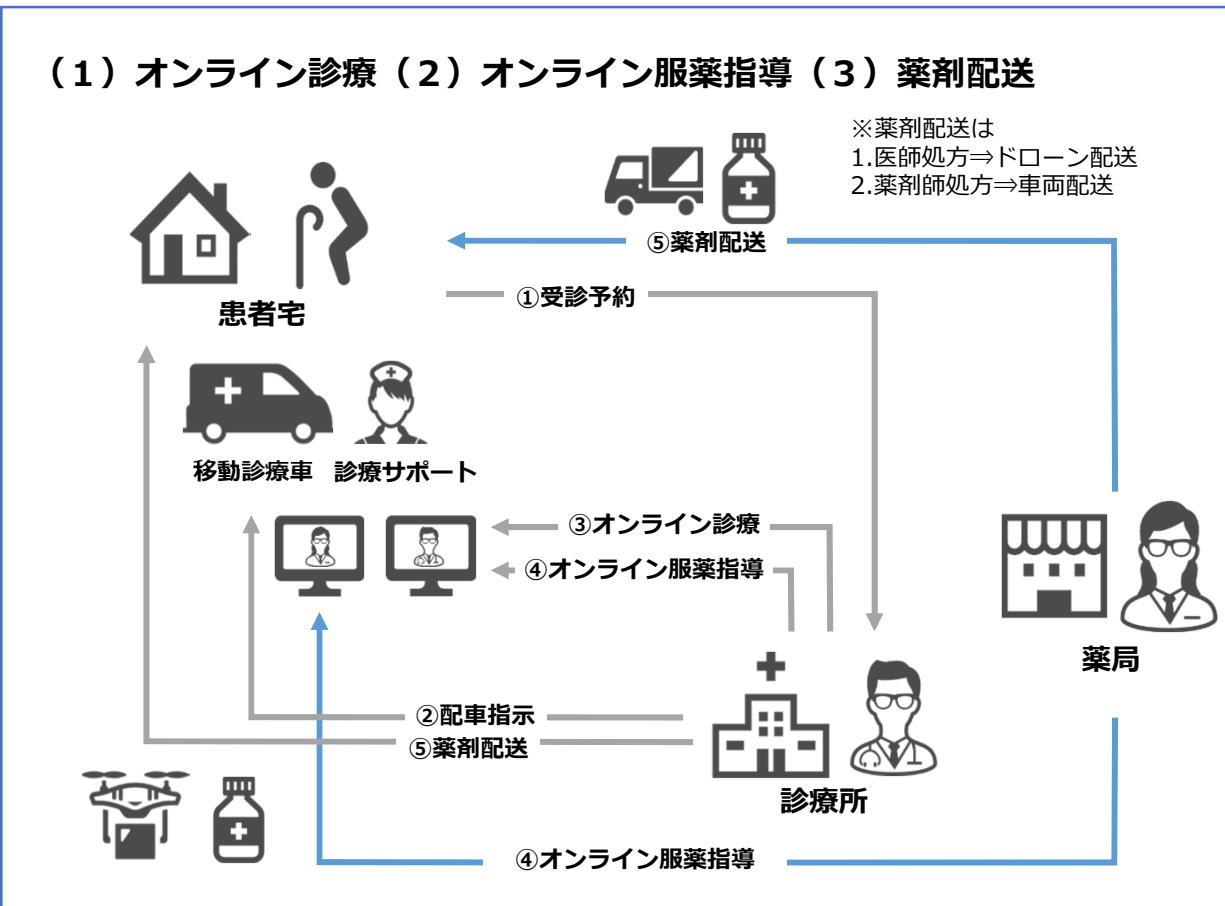 （１）オンライン診療（２）オンライン服薬指導（３）薬剤配送
※薬剤配送は
1.医師処方⇒ドローン配送
2.薬剤師処方⇒車両配送
⑤薬剤配送
①受診予約
患者宅
移動診療車
診療サポート
③オンライン診療
④オンライン服薬指導
薬局
②配車指示
⑤薬剤配送
診療所
④オンライン服薬指導